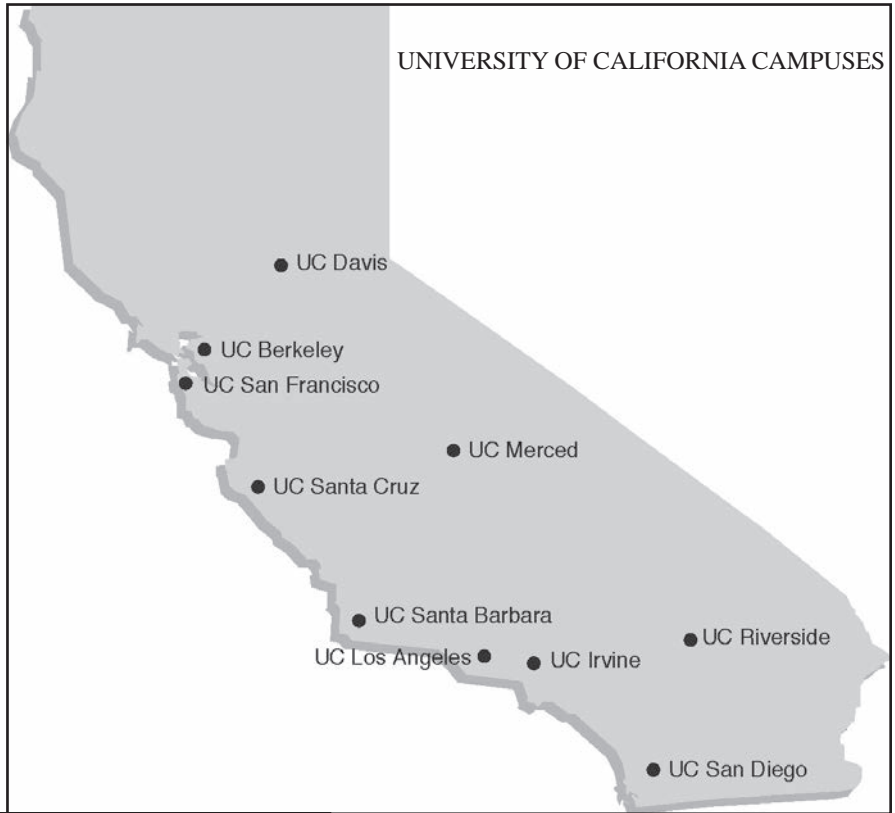 UNIVERSITY OF CALIFORNIA CAMPUSES
UC Davis
UC Berkeley
UC San Francisco
UC Merced
UC Santa Cruz
UC Santa Barbara
UC Riverside
UC Los Angeles
UC Irvine
UC San Diego